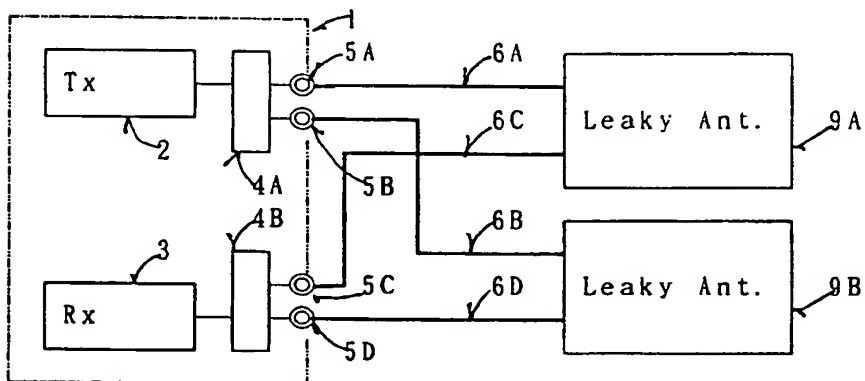 1
5A
6A
Tx
Leaky Ant.
6C
9A
2
4A
5B
4B
6B
3
5C
Leaky Ant.
6D
9B
Rx
5D